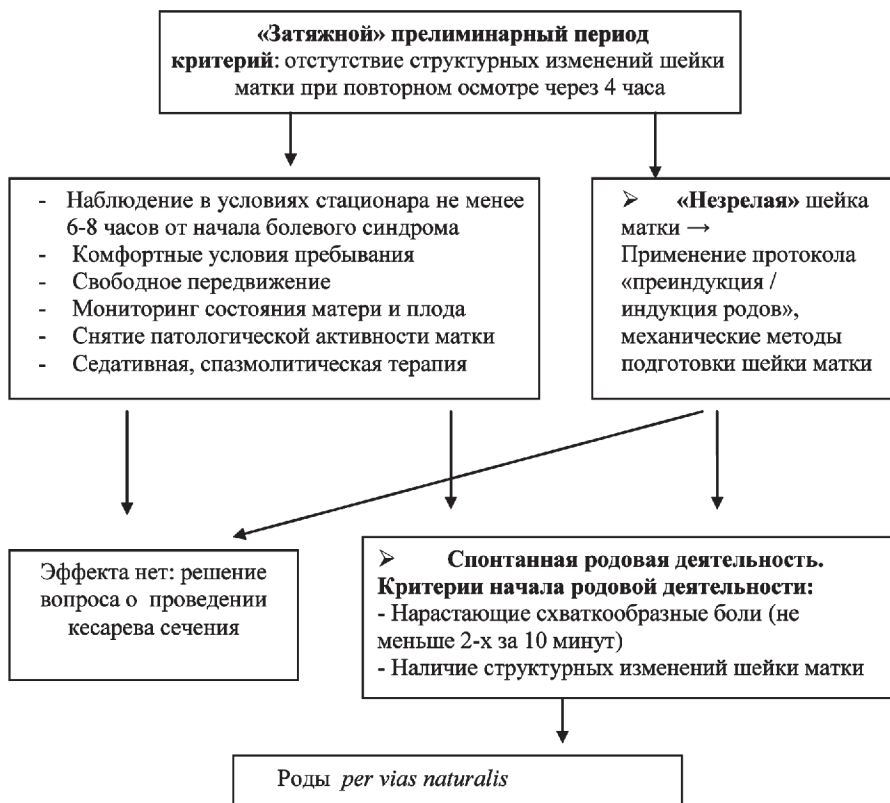 «Затяжной» прелиминарный период
критерий: отстутствие структурных изменений шейки
матки при повторном осмотре через 4 часа
- Наблюдение в условиях стационара не менее
6-8 часов от начала болевого синдрома
- Комфортные условия пребывания
- Свободное передвижение
- Мониторинг состояния матери и плода
- Снятие патологической активности матки
- Седативная, спазмолитическая терапия
➢ «Незрелая» шейка
матки →
Применение протокола
«преиндукция /
индукция родов»,
механические методы
подготовки шейки матки
Эффекта нет: решение
вопроса о проведении
кесарева сечения
➢ Спонтанная родовая деятельность.
Критерии начала родовой деятельности:
- Нарастающие схваткообразные боли (не
меньше 2-х за 10 минут)
- Наличие структурных изменений шейки матки
Роды per vias naturalis